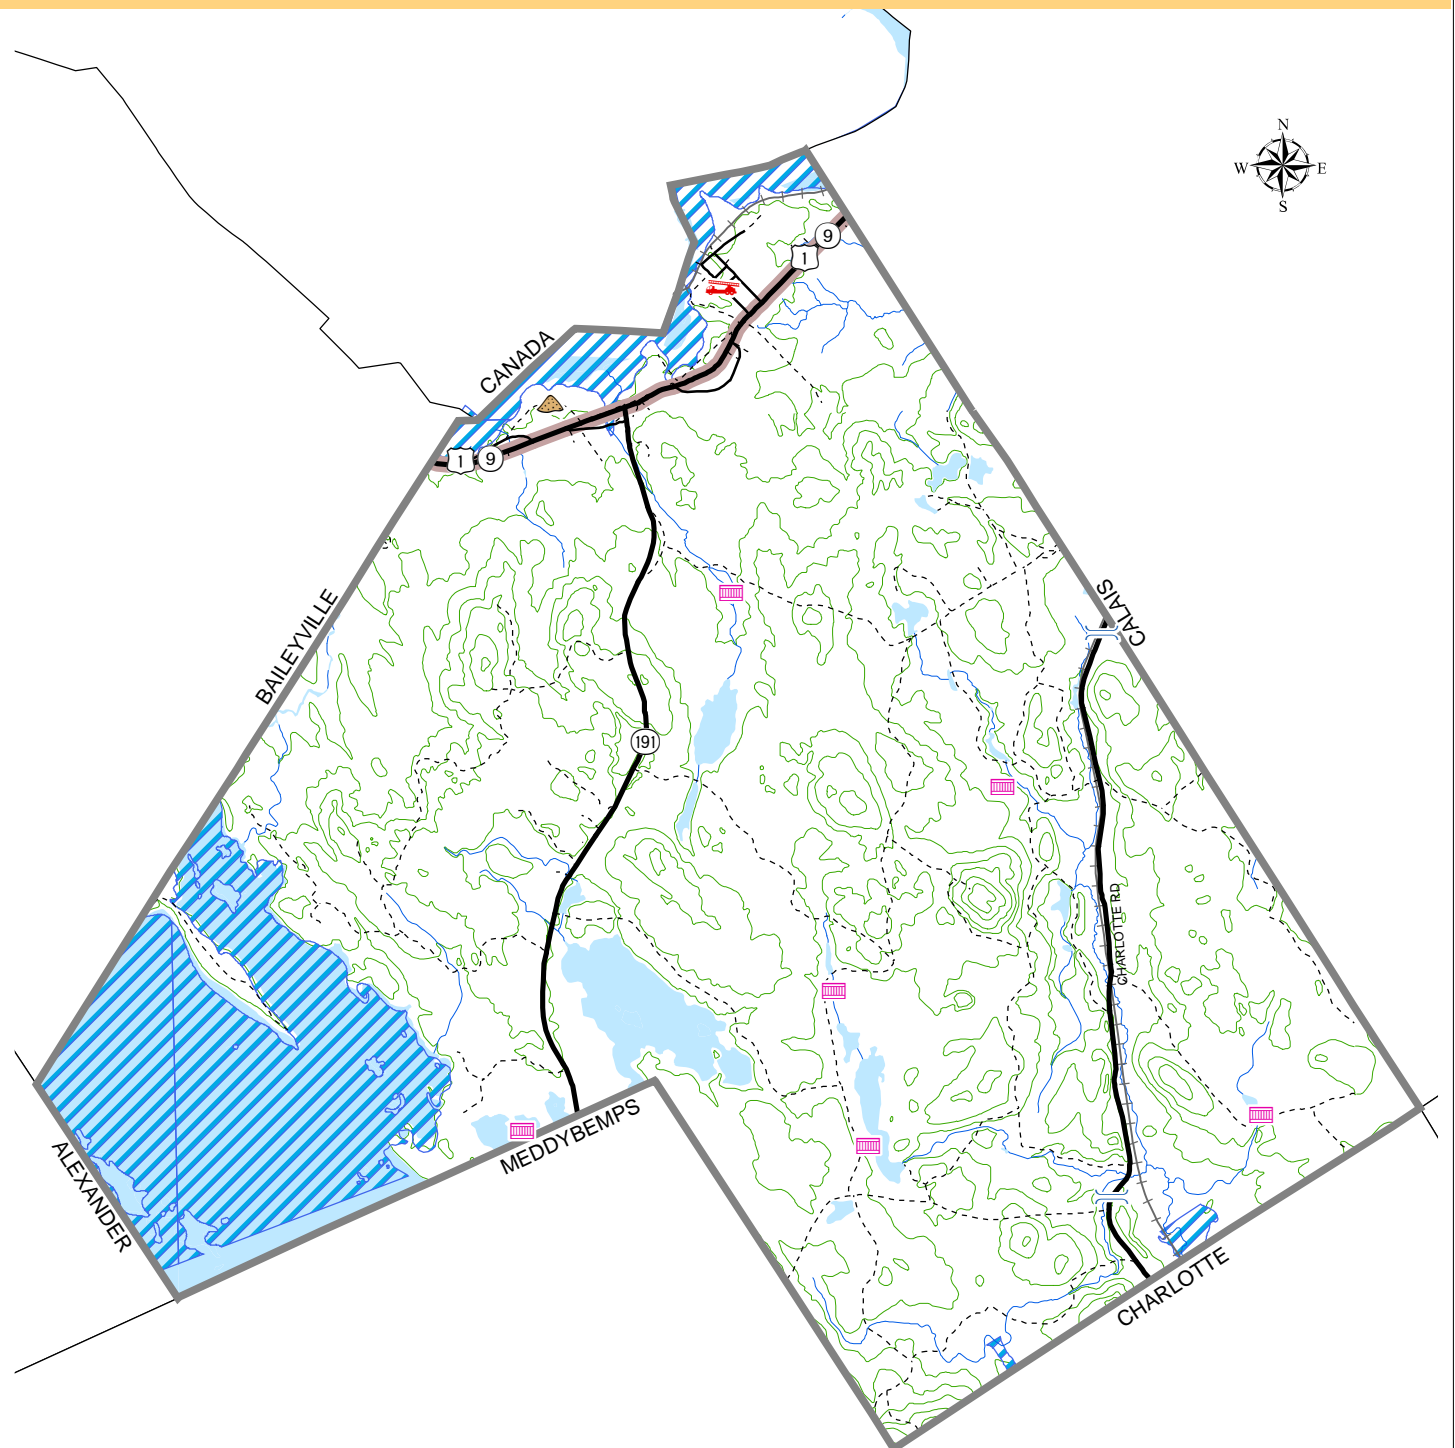 N
W E
S
9
1
CANADA
1 9
CALAIS
BAILEYVILLE
191
CHARLOTTE RD
MEDDYBEMPS
ALEXANDER
CHARLOTTE